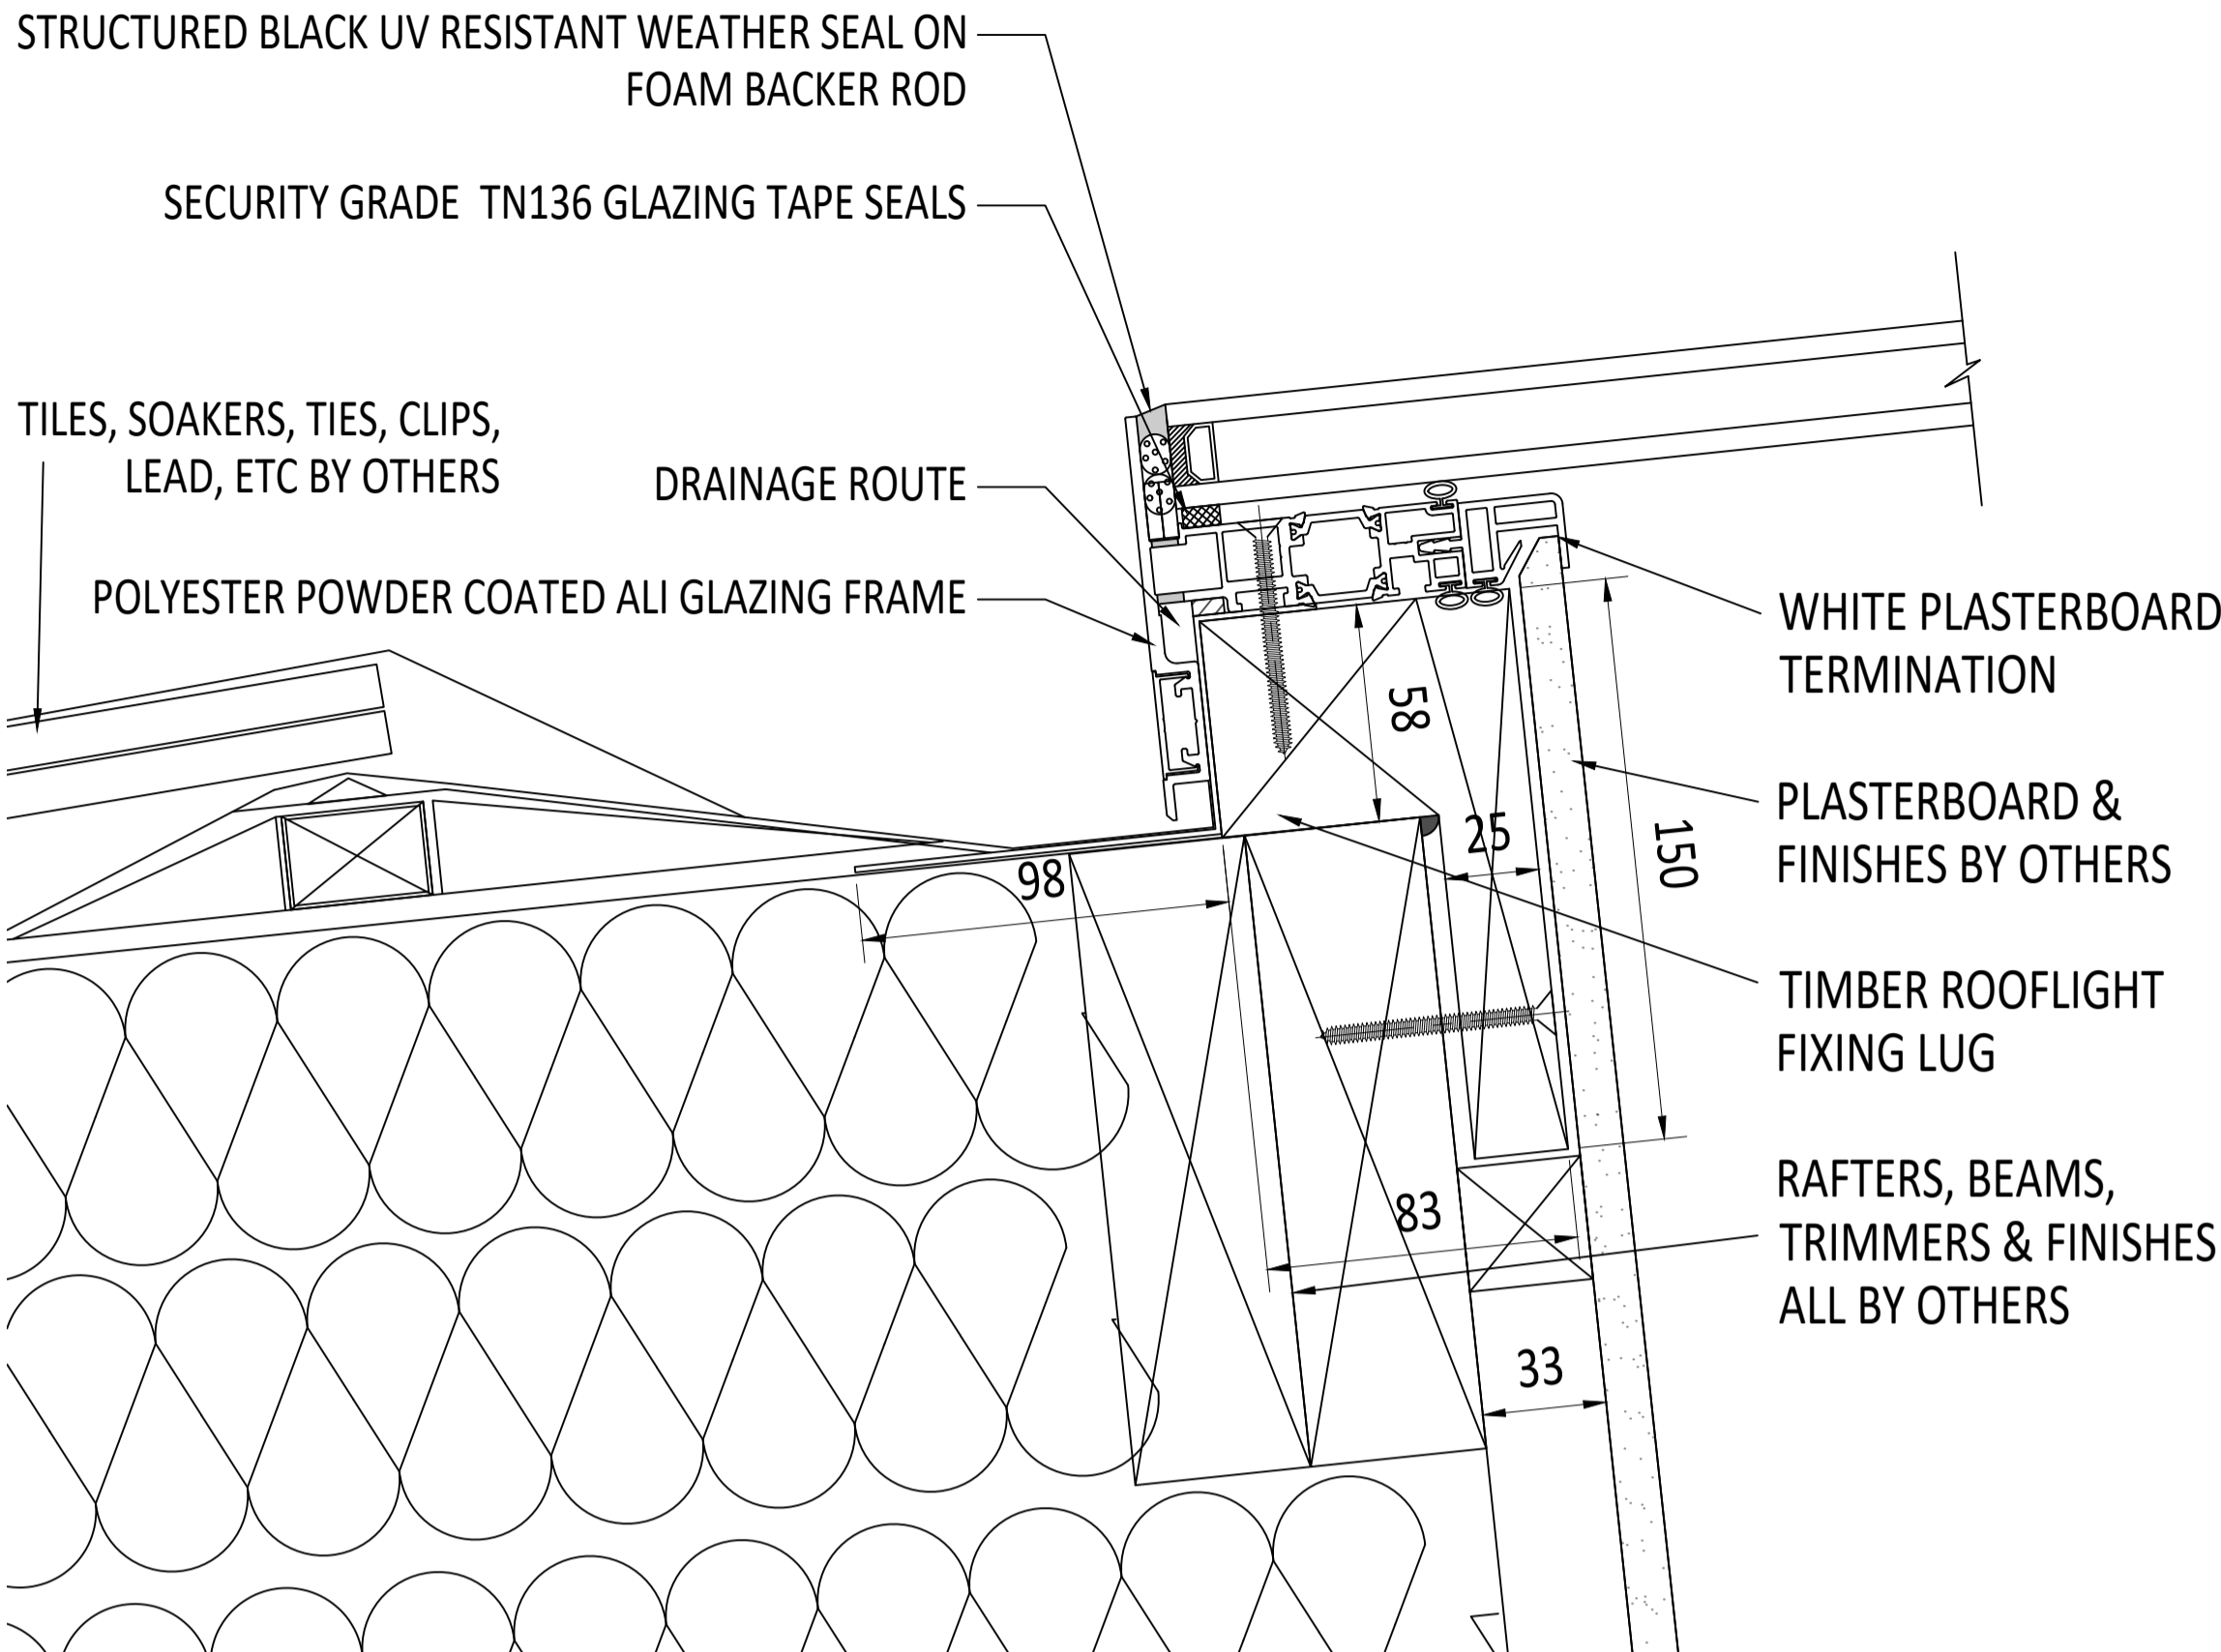 STRUCTURED BLACK UV RESISTANT WEATHER SEAL ON
FOAM BACKER ROD
SECURITY GRADE TN136 GLAZING TAPE SEALS
TILES, SOAKERS, TIES, CLIPS,
LEAD, ETC BY OTHERS
DRAINAGE ROUTE
POLYESTER POWDER COATED ALI GLAZING FRAME
WHITE PLASTERBOARD
TERMINATION
58
PLASTERBOARD &
FINISHES BY OTHERS
25
150
98
TIMBER ROOFLIGHT
FIXING LUG
RAFTERS, BEAMS,
TRIMMERS & FINISHES
ALL BY OTHERS
83
33